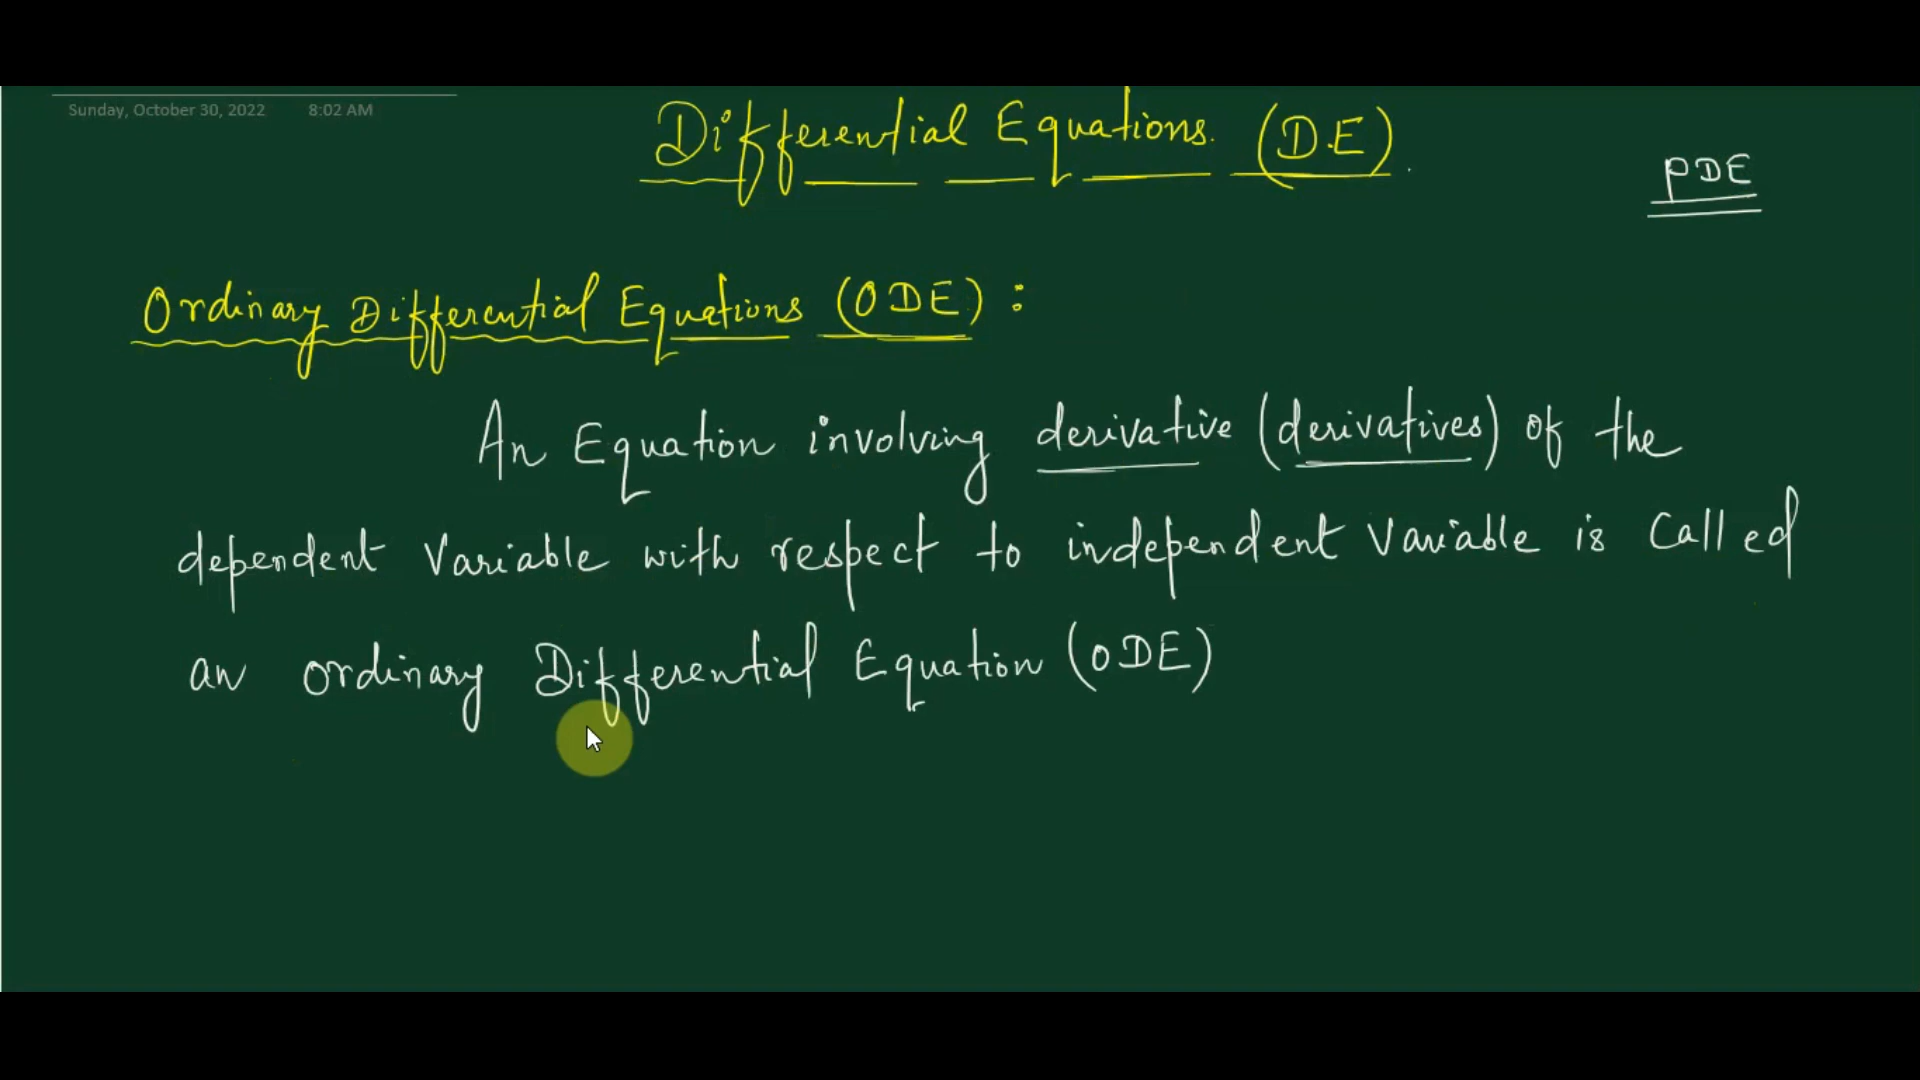 Sunday, October 30, 2022 8:02 AM
Differential Equations. (D.E).
PDE
Ordinary Differential Equations (ODE) :
An Equation involving derivative (derivatives) of the
dependent Variable with respect to independent Variable is Called
an ordinary Differential Equation (ODE)